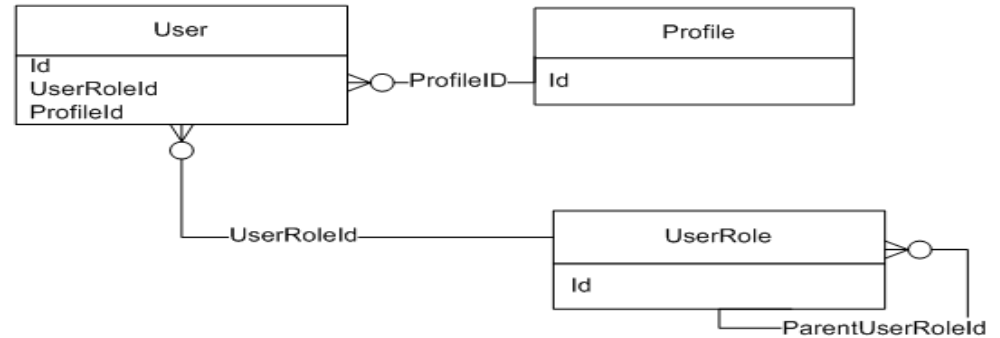 User
Id
UserRoleId
ProfileId
ProfileID
Profile
Id
UserRoleId
UserRole
Id
ParentUserRoleId